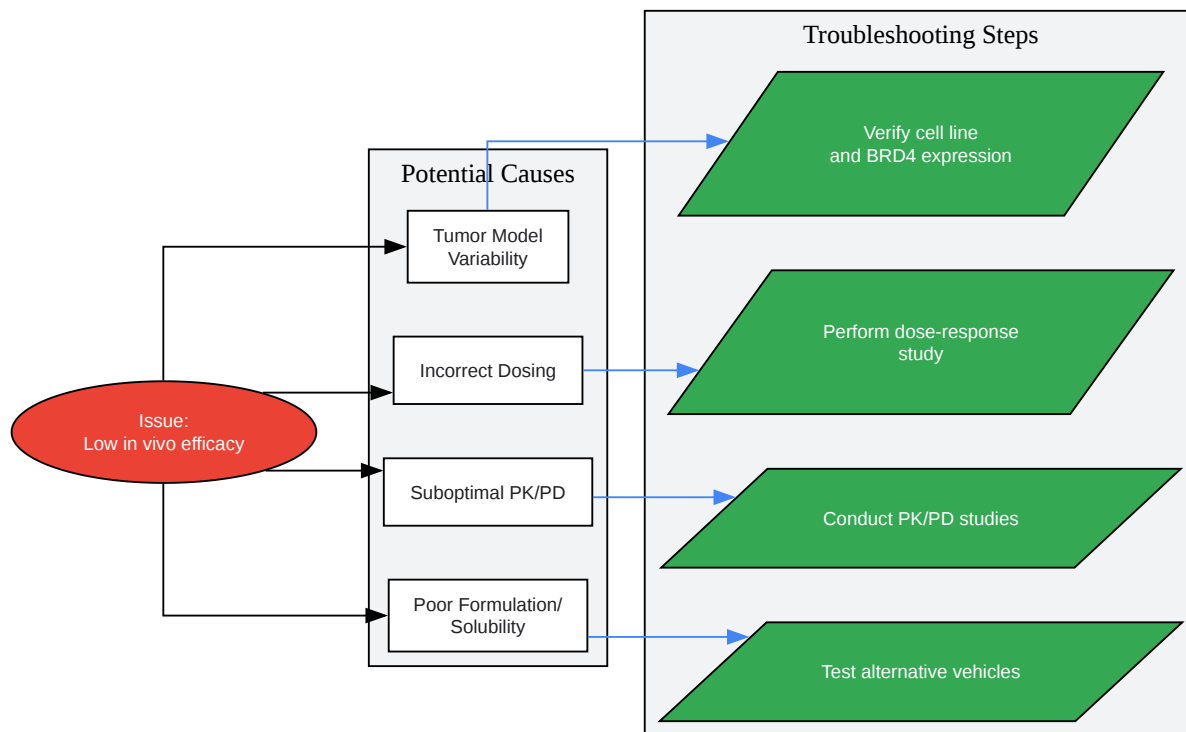 Troubleshooting Steps
Verify cell line
and BRD4 expression
Potential Causes
Tumor Model
Variability
Perform dose-response
study
Incorrect Dosing
Issue:
Low in vivo efficacy
Suboptimal PK/PD
Conduct PK/PD studies
Poor Formulation/
Solubility
Test alternative vehicles